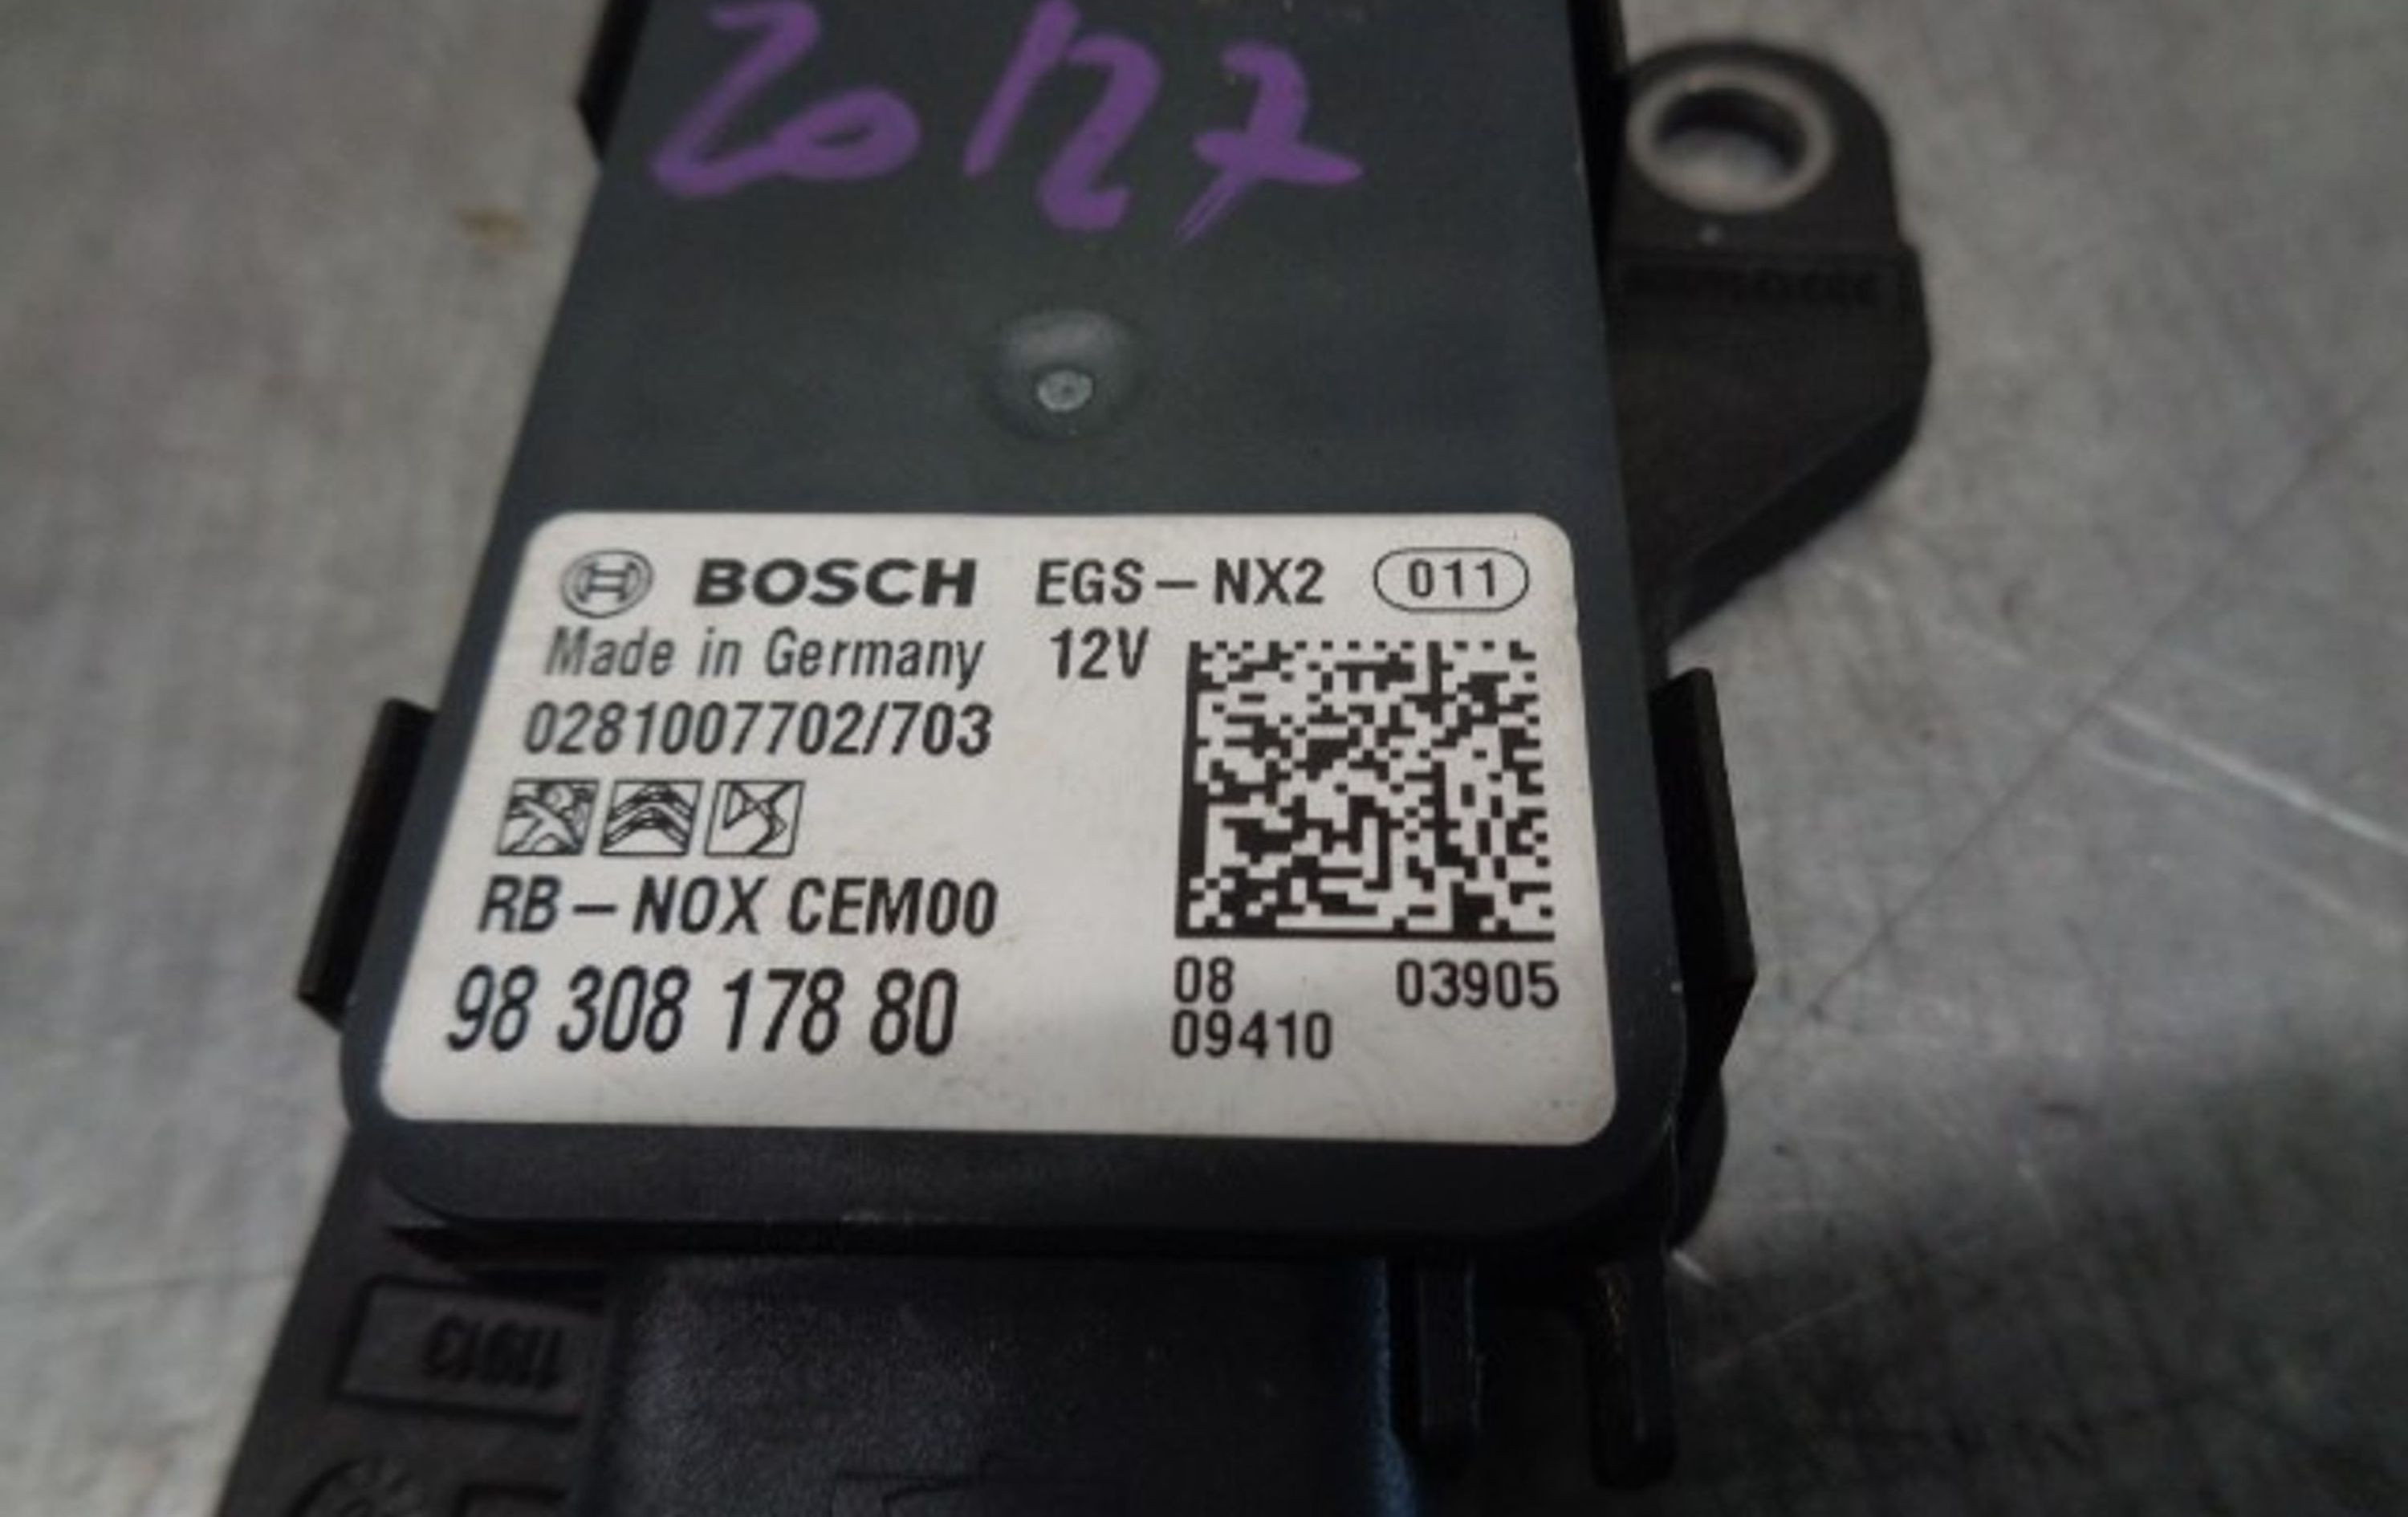 20127
BOSCH EGS-NX2 011
Made in Germany 12V
0281007702/703
RB-NOX CEM00
98 308 178 80
08 03905
09410